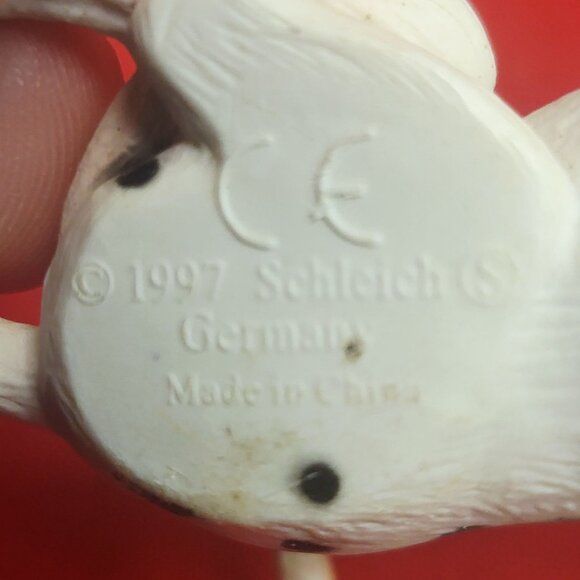 CE
© 1997 Schleich Ⓢ
Germany
Made in China